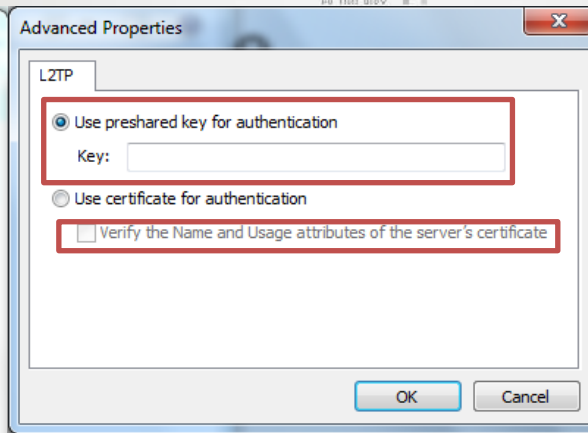 Advanced Properties
L2TP
Use preshared key for authentication
Key:
Use certificate for authentication
Verify the Name and Usage attributes of the server's certificate
OK
Cancel